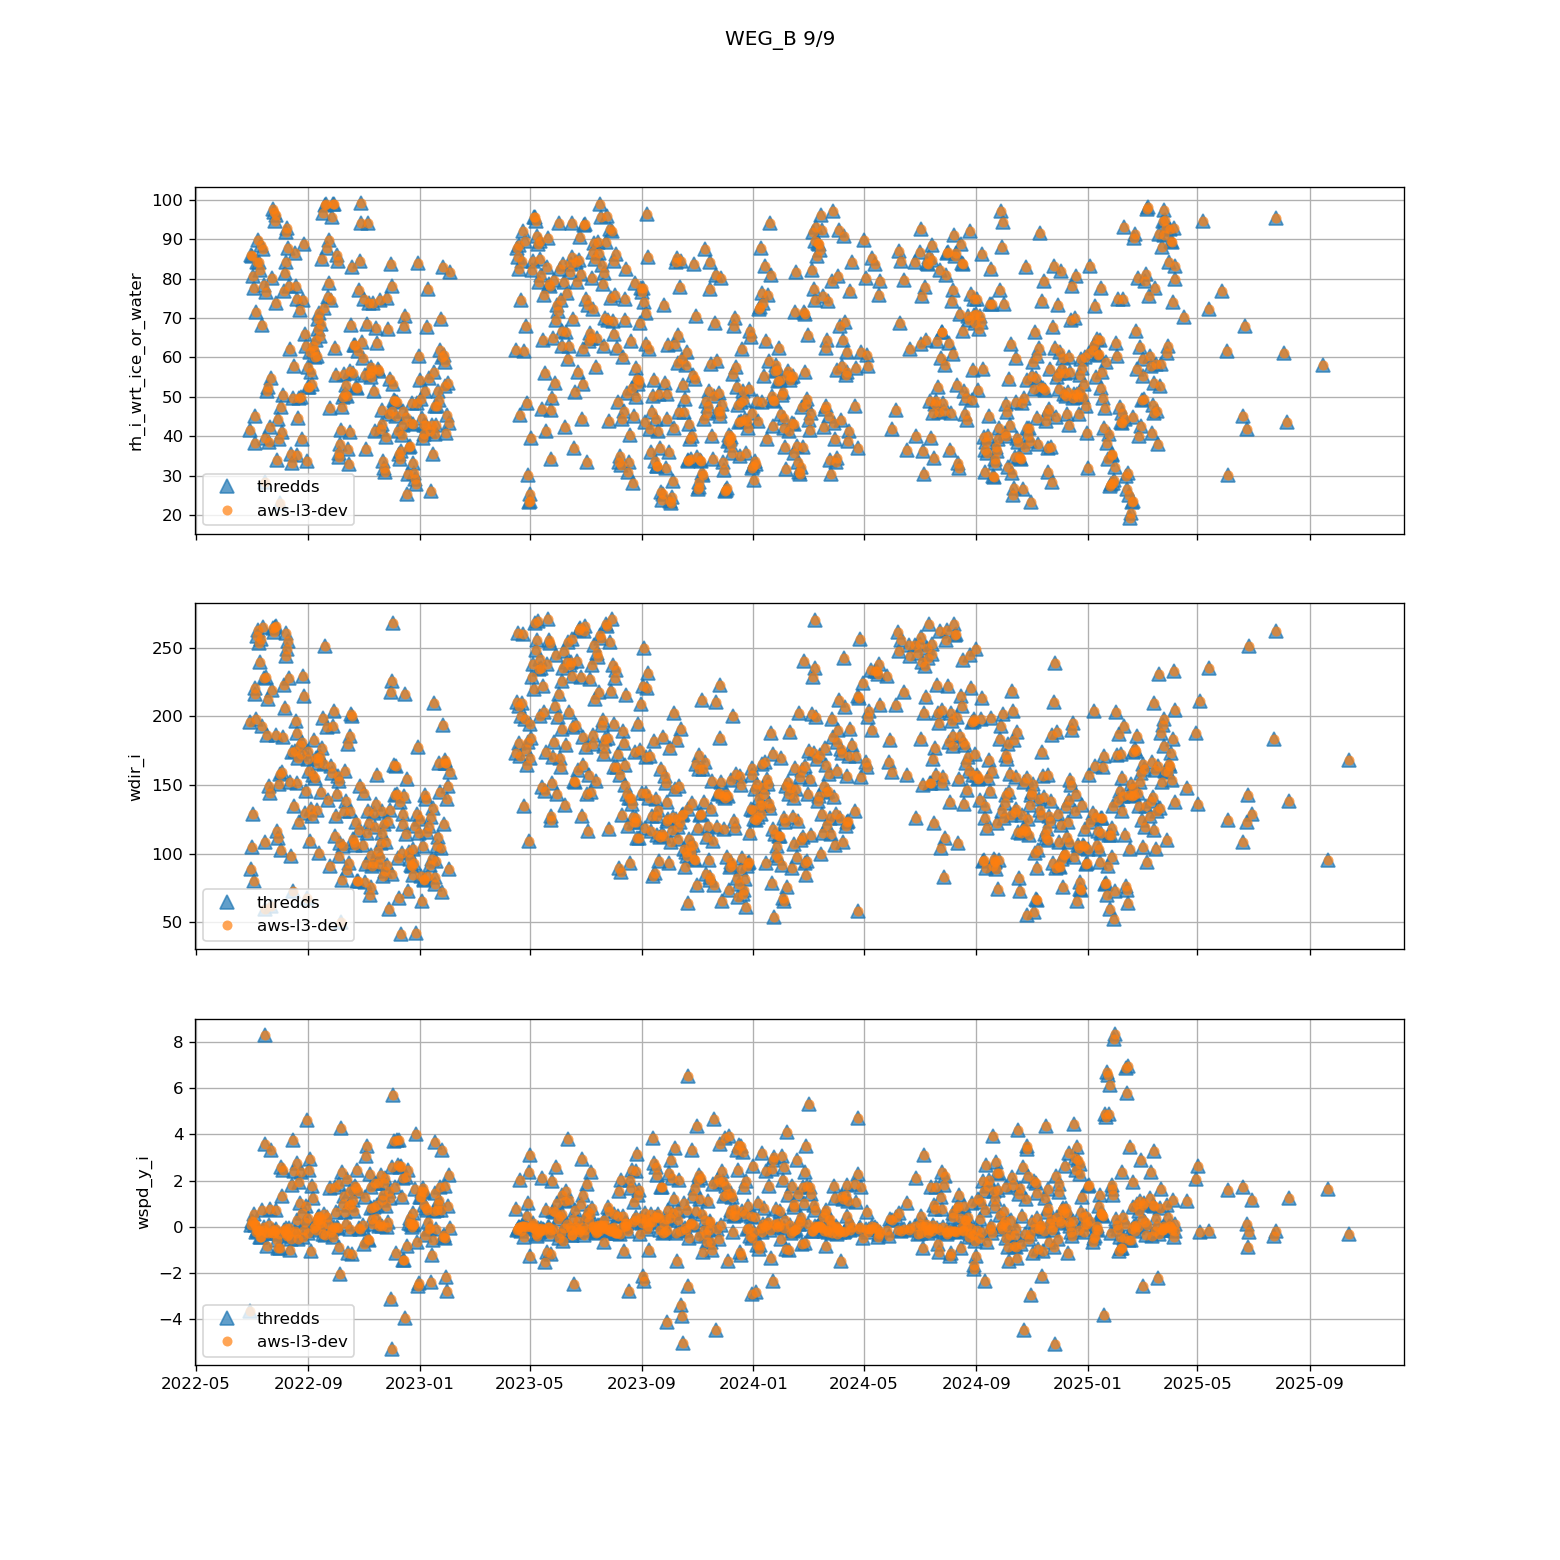 WEG_B 9/9
rh_i_wrt_ice_or_water
100
90
80
70
60
50
40
30
20
thredds
aws-l3-dev
wdir_i
250
200
150
100
50
thredds
aws-l3-dev
wspd_y_i
8
6
4
2
0
−2
−4
thredds
aws-l3-dev
2022-05 2022-09 2023-01 2023-05 2023-09 2024-01 2024-05 2024-09 2025-01 2025-05 2025-09